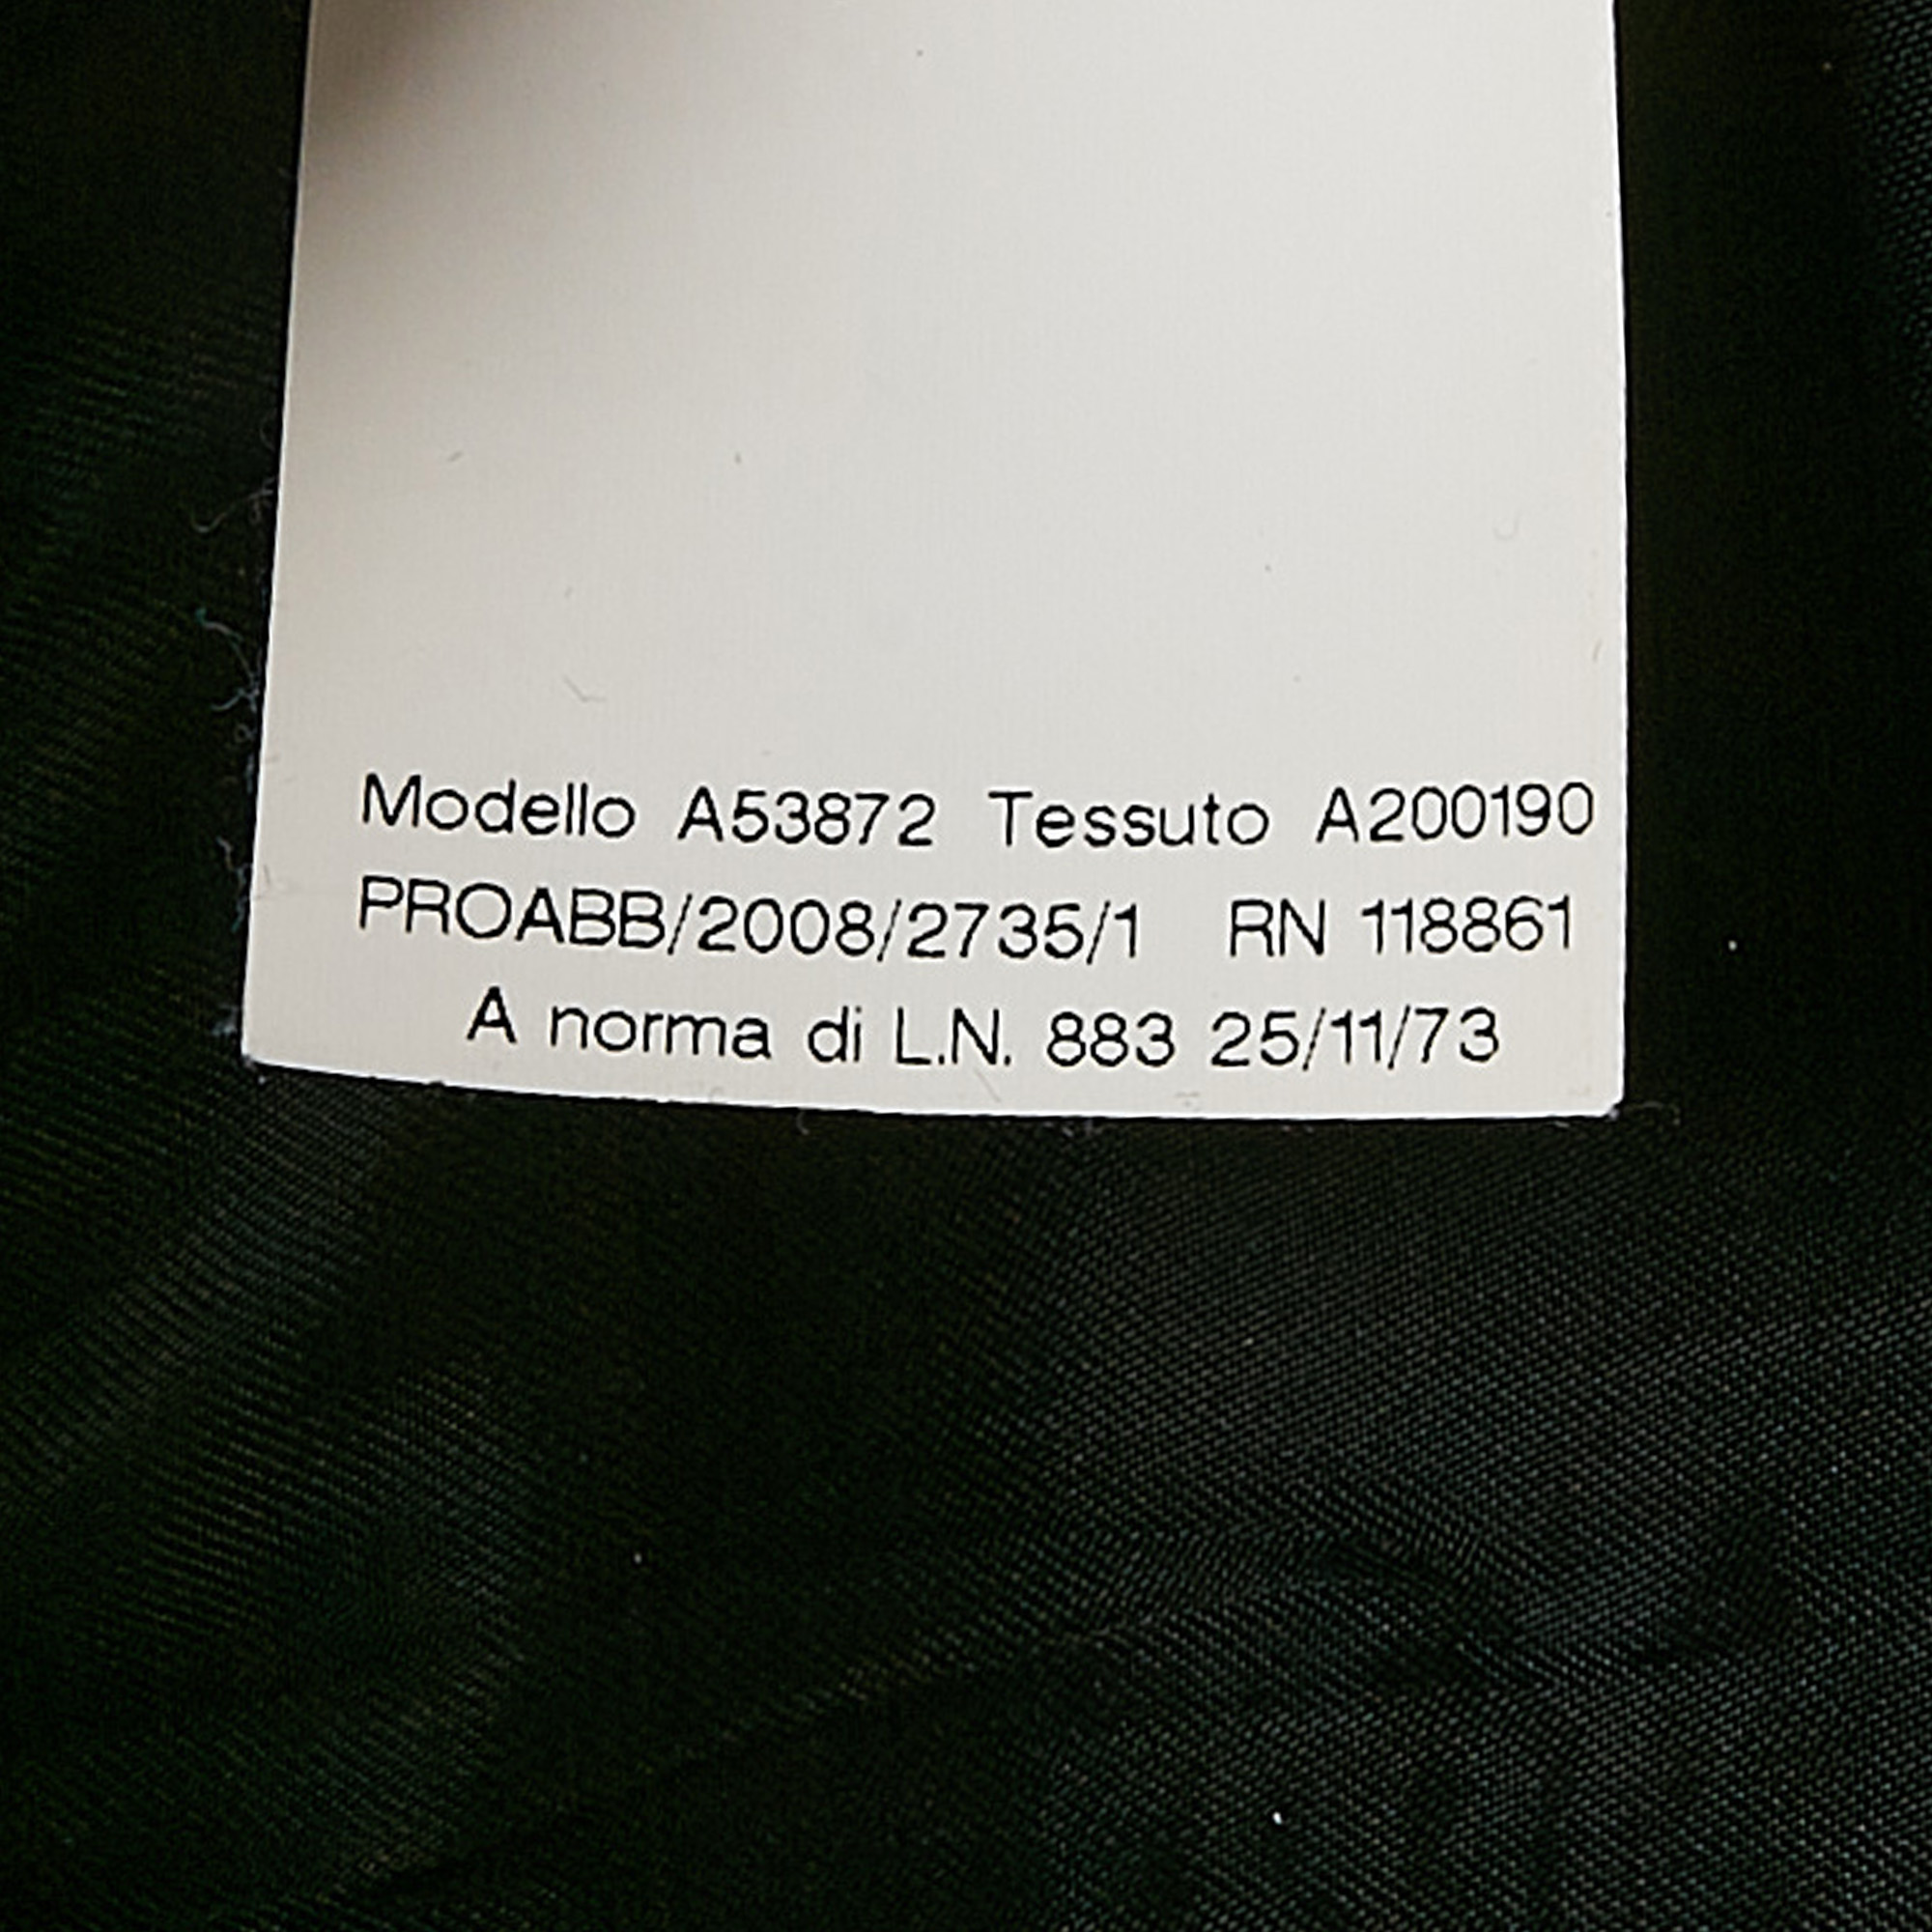 Modello A53872 Tessuto A200190
PROABB/2008/2735/1 RN 118861
A norma di L.N. 883 25/11/73